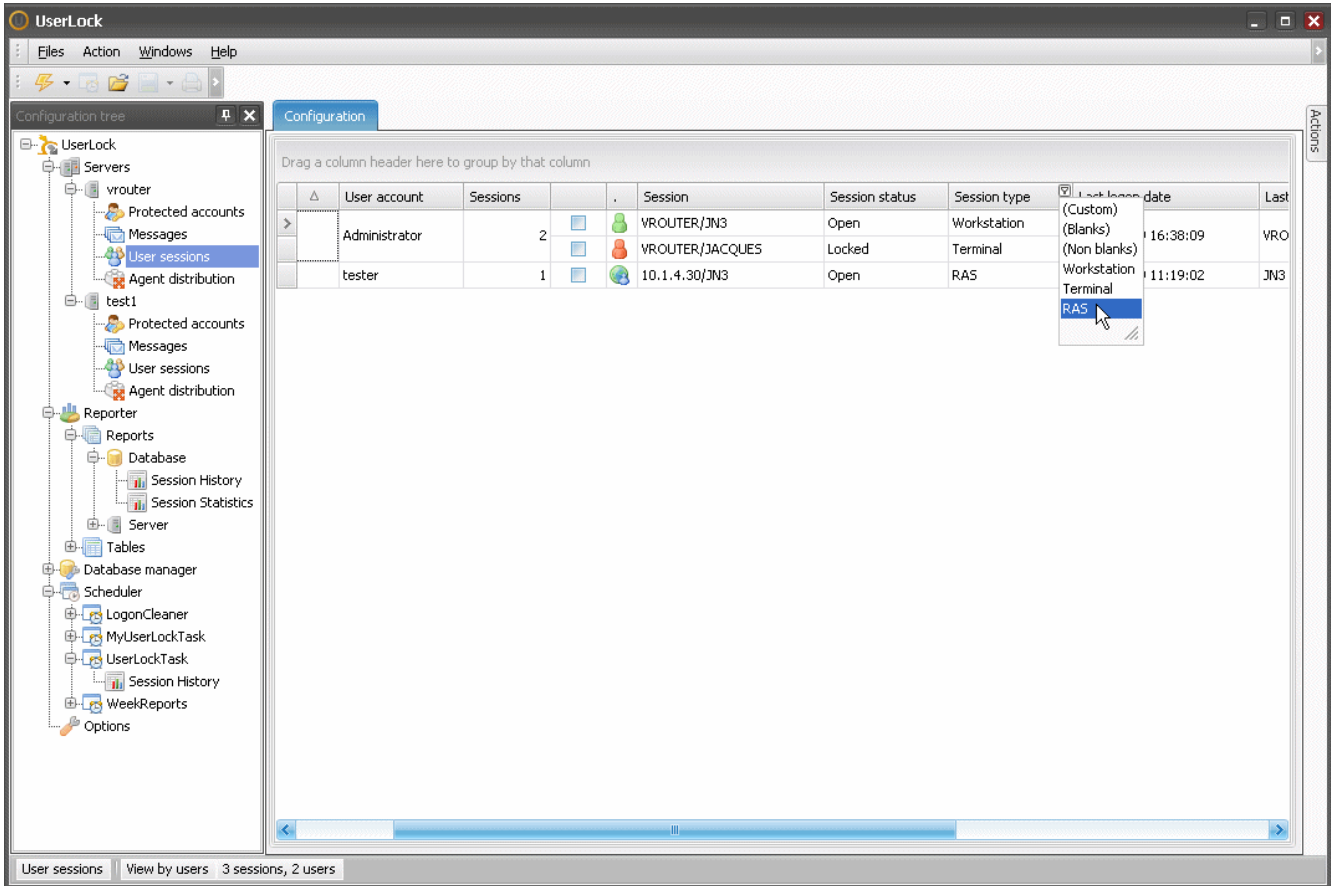 UserLock
Files Action Windows Help
Configuration tree
UserLock
Servers
vrouter
Protected accounts
Messages
User sessions
Agent distribution
test1
Protected accounts
Messages
User sessions
Agent distribution
Reporter
Reports
Database
Session History
Session Statistics
Server
Tables
Database manager
Scheduler
LogonCleaner
MyUserLockTask
UserLockTask
Session History
WeekReports
Options
Configuration
Drag a column header here to group by that column
User account Sessions . Session Session status Session type Last logon date Last
Administrator 2
VROUTER/JN3 Open Workstation
VROUTER/JACQUES Locked Terminal
16:38:09 VRO
tester 1 10.1.4.30/JN3 Open RAS 11:19:02 JN3
(Custom)
(Blanks)
(Non blanks)
Workstation
Terminal
RAS
Actions
User sessions View by users 3 sessions, 2 users